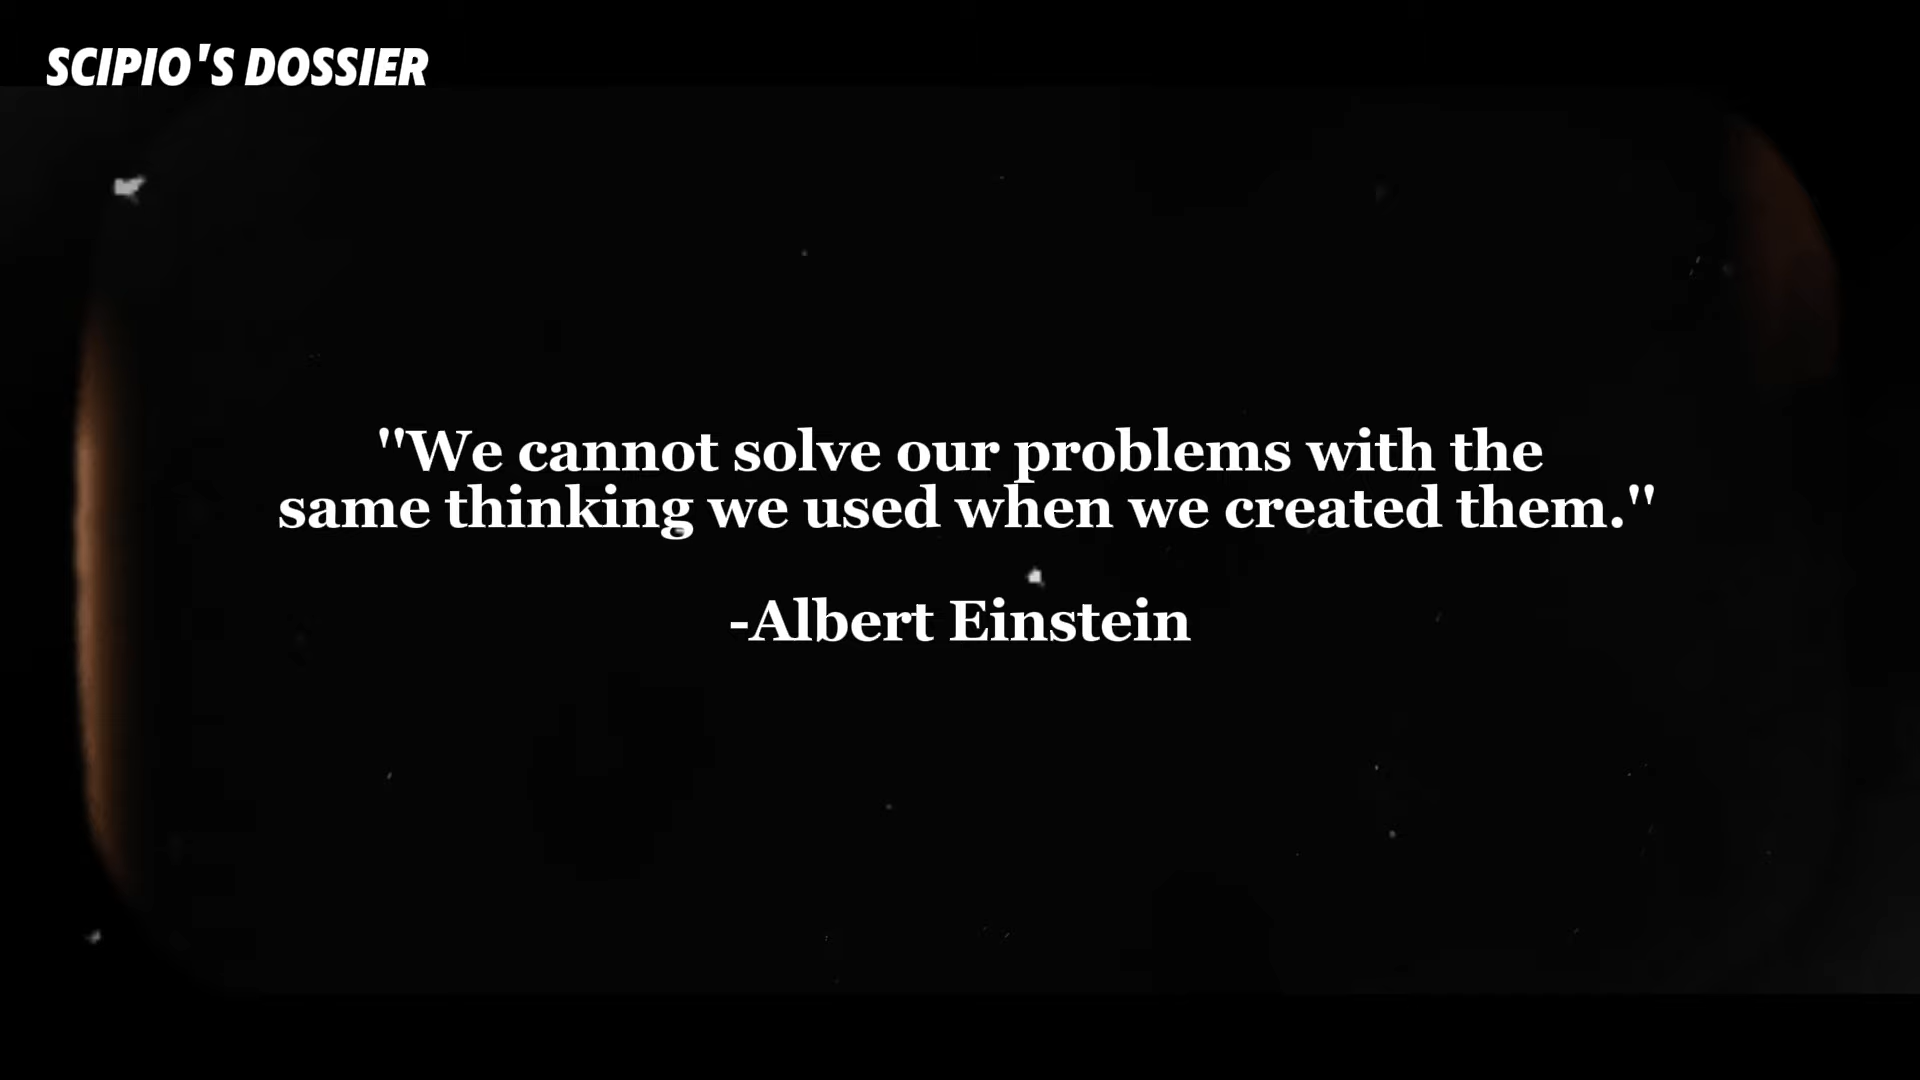 SCIPIO'S DOSSIER
"We cannot solve our problems with the
same thinking we used when we created them."
-Albert Einstein